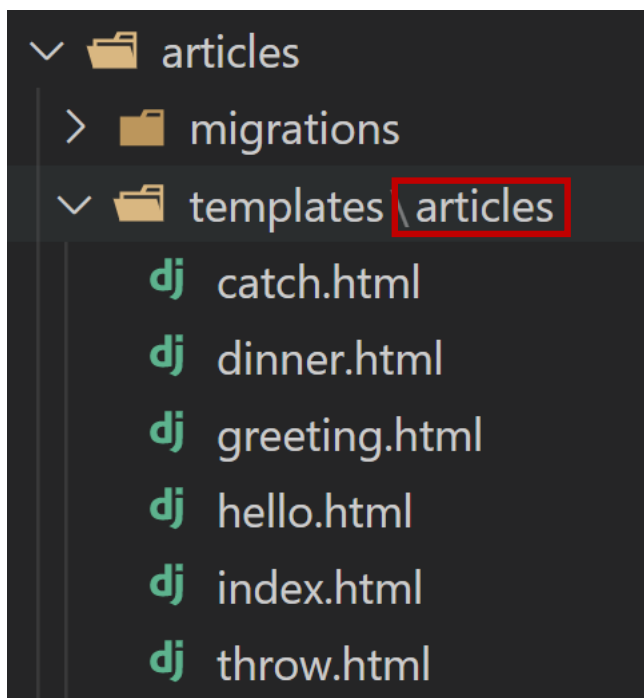 articles
migrations
templates \ articles
dj catch.html
dj dinner.html
dj greeting.html
dj hello.html
dj index.html
dj throw.html